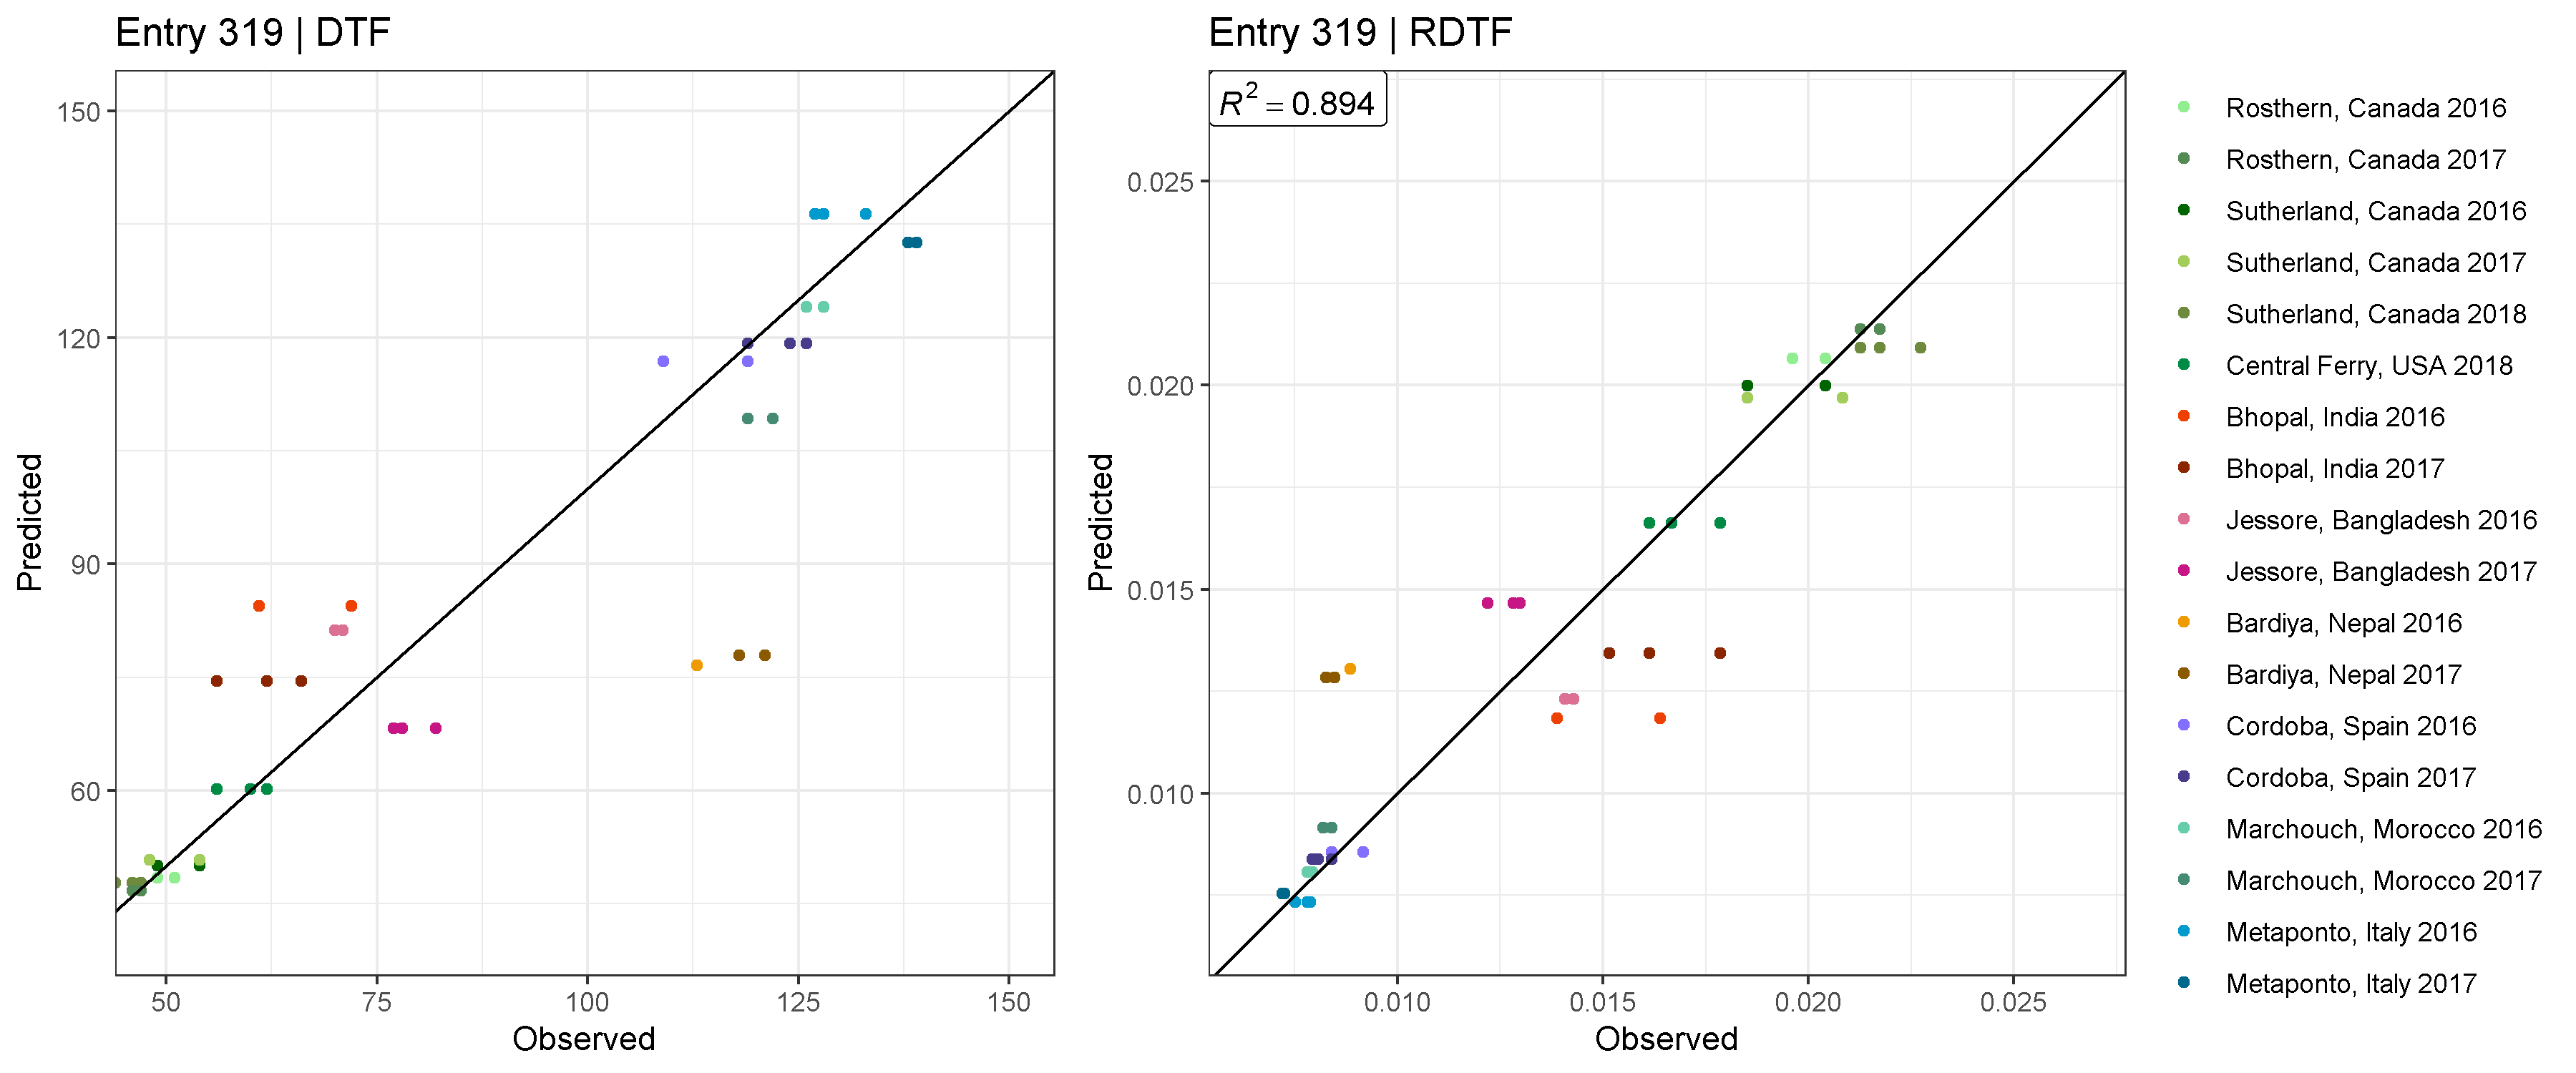 Entry 319 | DTF
150
120
90
60
50
75
100
125
150
Observed
Predicted
Entry 319 | RDTF
R² = 0.894
0.025
0.020
0.015
0.010
0.010
0.015
0.020
0.025
Observed
Predicted
Rosthern, Canada 2016
Rosthern, Canada 2017
Sutherland, Canada 2016
Sutherland, Canada 2017
Sutherland, Canada 2018
Central Ferry, USA 2018
Bhopal, India 2016
Bhopal, India 2017
Jessore, Bangladesh 2016
Jessore, Bangladesh 2017
Bardiya, Nepal 2016
Bardiya, Nepal 2017
Cordoba, Spain 2016
Cordoba, Spain 2017
Marchouch, Morocco 2016
Marchouch, Morocco 2017
Metaponto, Italy 2016
Metaponto, Italy 2017